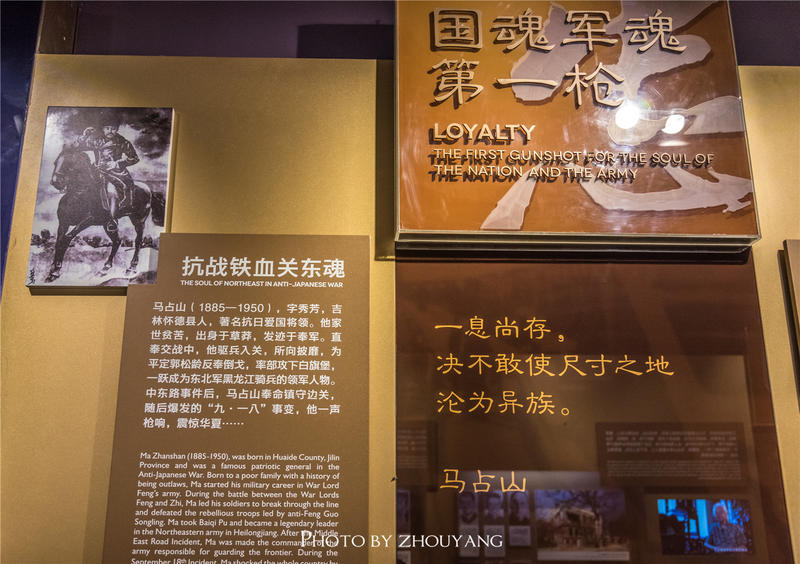 国魂军魂
第一枪
LOYALTY
THE FIRST GUNSHOT FOR THE SOUL OF
THE NATION AND THE ARMY
抗战铁血关东魂
THE SOUL OF NORTHEAST IN ANTI-JAPANESE WAR
马占山（1885—1950），字秀芳，吉
林怀德县人，著名抗日爱国将领。他家
世贫苦，出身于草莽，发迹于奉军。直
奉交战中，他驱兵入关，所向披靡，为
平定郭松龄反奉倒戈，率部攻下白旗堡，
一跃成为东北军黑龙江骑兵的领军人物。
中东路事件后，马占山奉命镇守边关，
随后爆发的“九·一八”事变，他一声
枪响，震惊华夏……
Ma Zhanshan (1885-1950), was born in Huaide County, Jilin
Province and was a famous patriotic general in the
Anti-Japanese War. Born to a poor family with a history of
being outlaws, Ma started his military career in War Lord
Feng's army. During the battle between the War Lords
Feng and Zhi, Ma led his soldiers to break through the line
and defeated the rebellious troops led by anti-Feng Guo
Songling. Ma took Baiqi Pu and became a legendary leader
in the Northeastern army in Heilongjiang. After the Middle
East Road Incident, Ma was made the commander of the
army responsible for guarding the frontier. During the
September 18th Incident, Ma shocked the whole country by
一息尚存，
决不敢使尺寸之地
沦为异族。
马占山
PHOTO BY ZHOUYANG